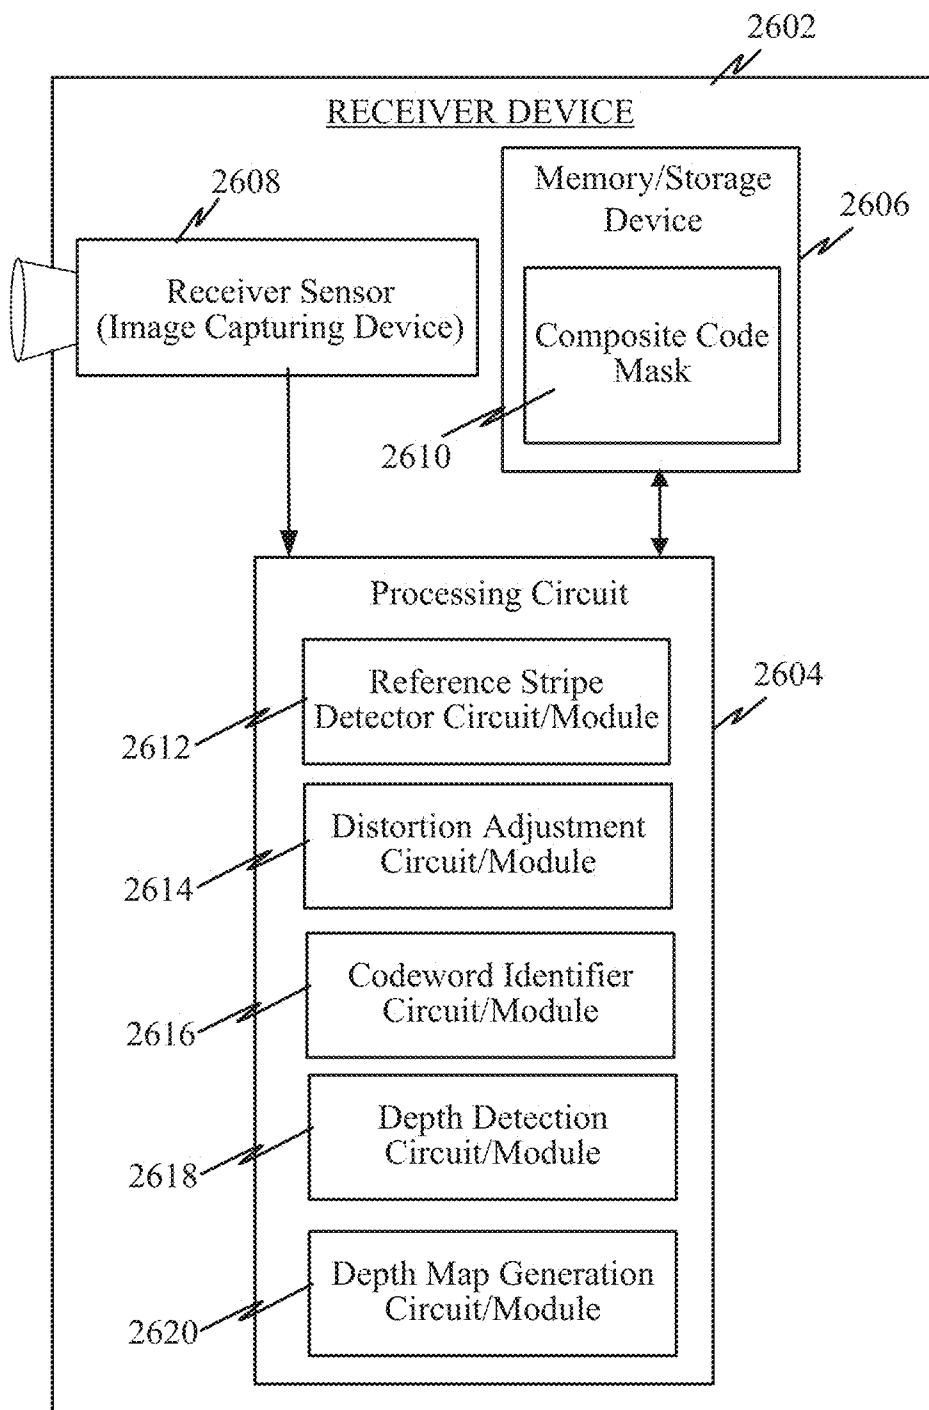 2602
RECEIVER DEVICE
2608
Receiver Sensor
(Image Capturing Device)
Memory/Storage
Device
2606
Composite Code
Mask
2610
Processing Circuit
2604
Reference Stripe
Detector Circuit/Module
2612
Distortion Adjustment
Circuit/Module
2614
Codeword Identifier
Circuit/Module
2616
Depth Detection
Circuit/Module
2618
Depth Map Generation
Circuit/Module
2620